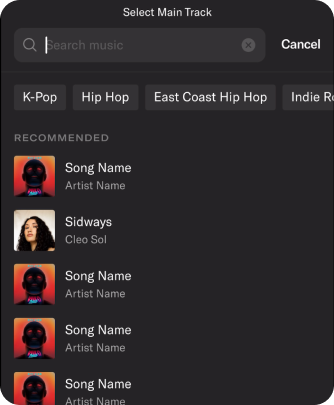 Select Main Track
Search music
Cancel
K-Pop
Hip Hop
East Coast Hip Hop
Indie R
RECOMMENDED
Song Name
Artist Name
Sidways
Cleo Sol
Song Name
Artist Name
Song Name
Artist Name
Song Name
Artist Name